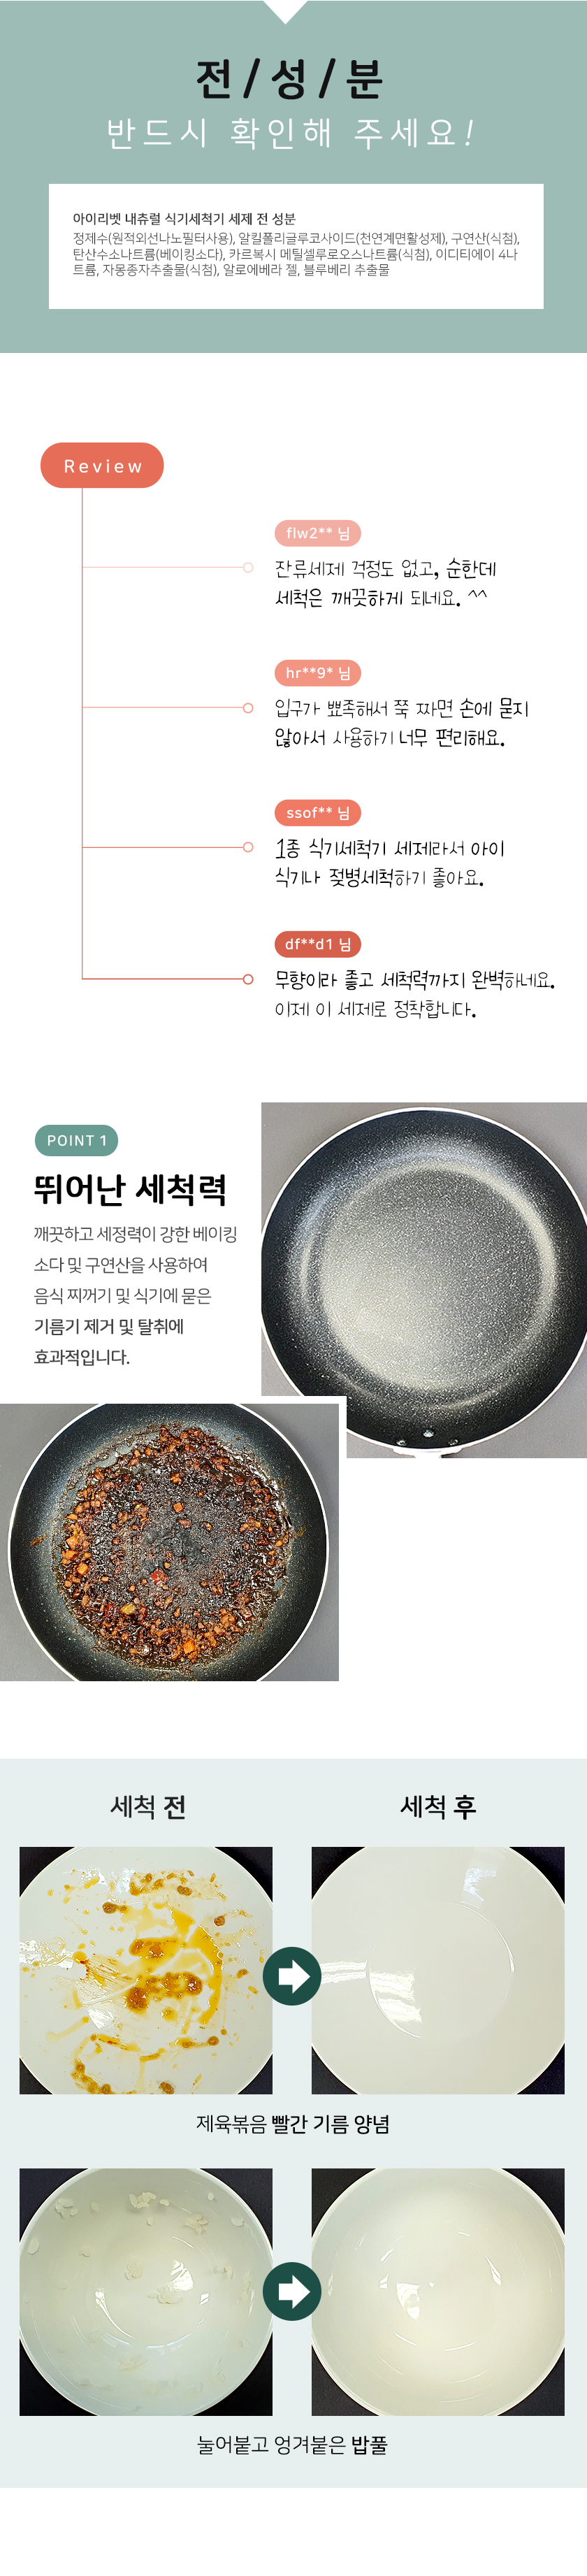 전/성/분
반드시 확인해 주세요!
아이리벳 내츄럴 식기세척기 세제 전 성분
정제수(원적외선나노필터사용), 알킬폴리글루코사이드(천연계면활성제), 구연산(식첨),
탄산수소나트륨(베이킹소다), 카르복시 메틸셀루로오스나트륨(식첨), 이디티에이 4나
트륨, 자몽종자추출물(식첨), 알로에베라 젤, 블루베리 추출물
Review
flw2** 님
잔류세제 걱정도 없고, 순한데
세척은 깨끗하게 되네요. ^^
hr**9* 님
입구가 뾰족해서 쭉 짜면 손에 묻지
않아서 사용하기 너무 편리해요.
ssof** 님
1종 식기세척기 세제라서 아이
식기나 젖병세척하기 좋아요.
df**d1 님
무향이라 좋고 세척력까지 완벽하네요.
이제 이 세제로 정착합니다.
POINT 1
뛰어난 세척력
깨끗하고 세정력이 강한 베이킹
소다 및 구연산을 사용하여
음식 찌꺼기 및 식기에 묻은
기름기 제거 및 탈취에
효과적입니다.
세척 전
세척 후
제육볶음 빨간 기름 양념
눌어붙고 엉겨붙은 밥풀